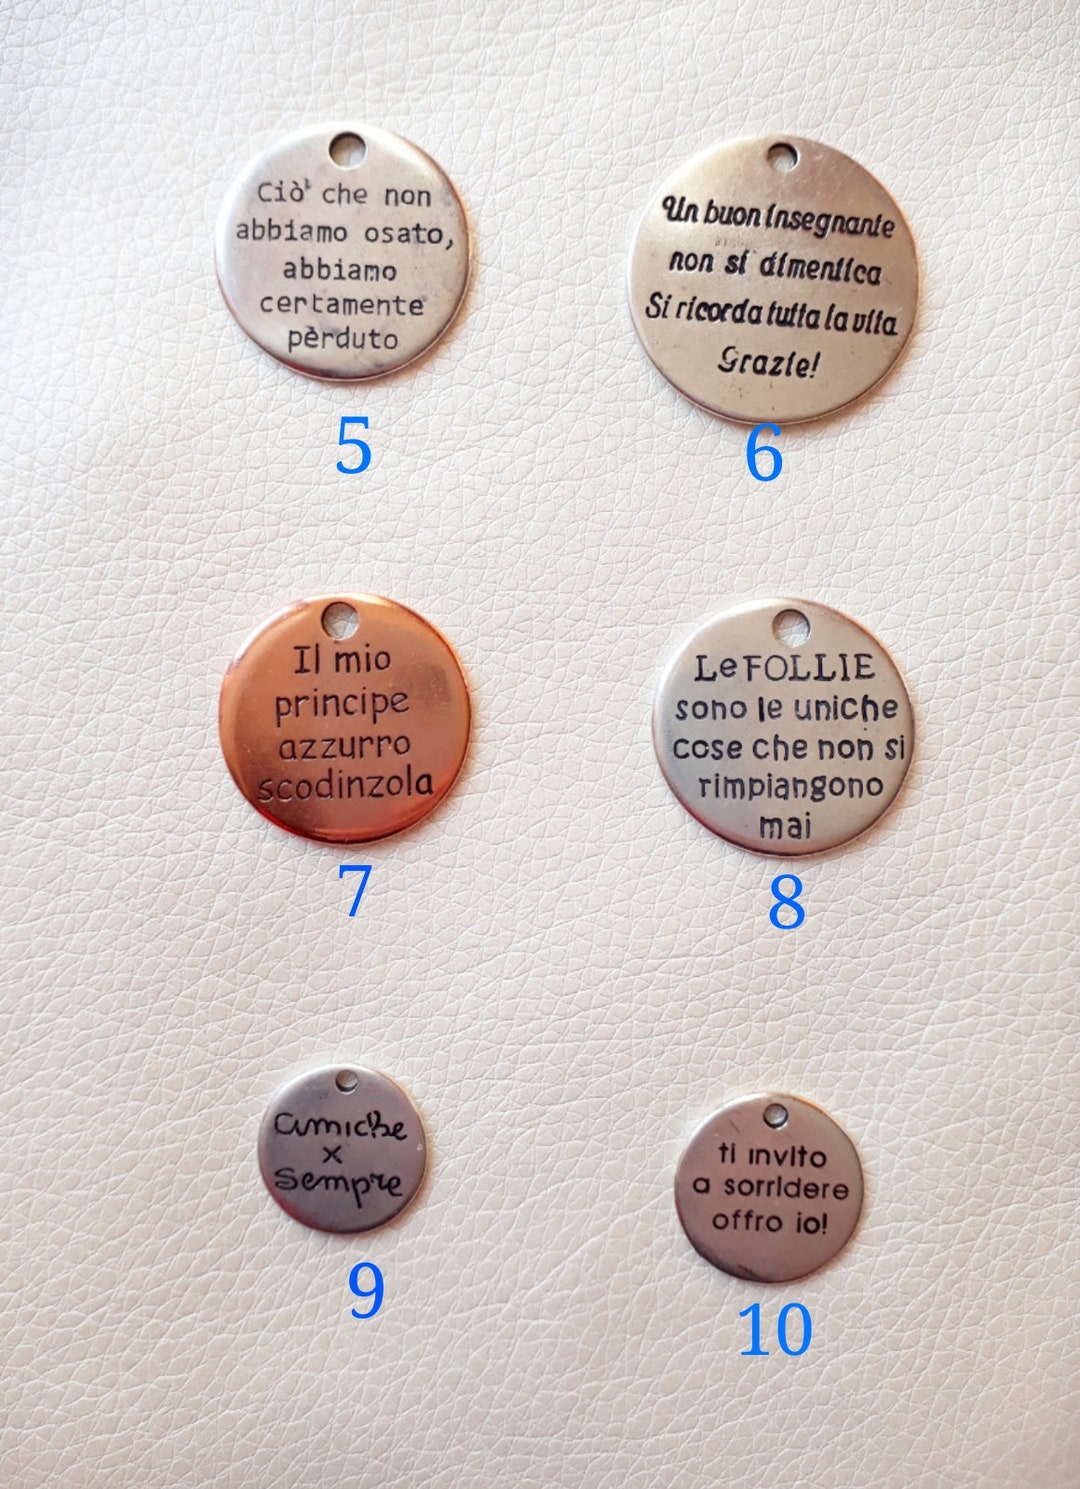 Ciò che non
abbiamo osato,
abbiamo
certamente
pèrduto
5
Un buon insegnante
non si dimentica
Si ricorda tutta la vita
Grazie!
6
Il mio
principe
azzurro
scodinzola
7
Le FOLLIE
sono le uniche
cose che non si
rimpiangono
mai
8
amiche
x
sempre
9
ti invito
a sorridere
offro io!
10